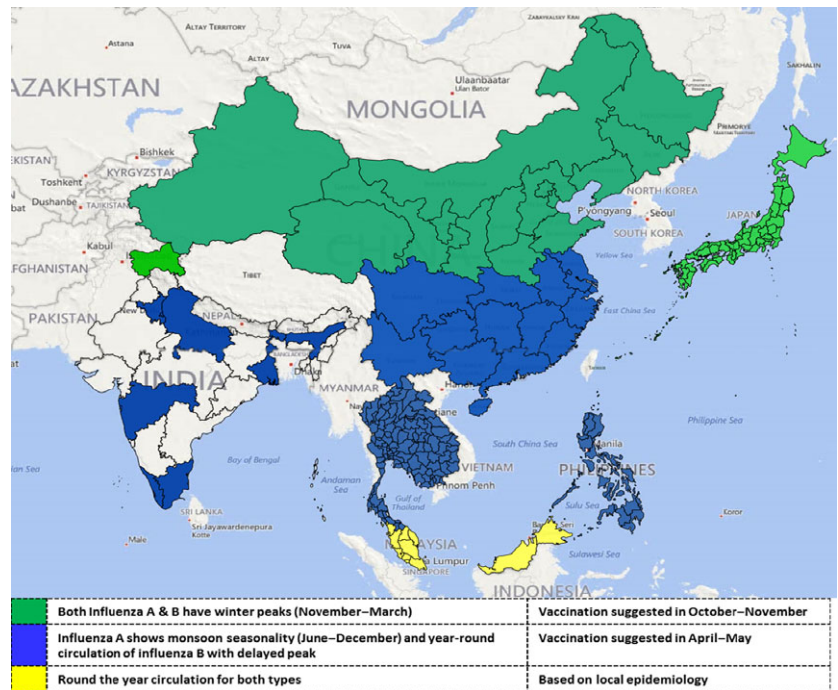 ALTAY TERRITORY
ZABAYKALSKY KRAI
Astana
TUVA
SAKHALIN
ALTAY
AZAKHSTAN
Ulaanbaatar
Ulan Bator
MONGOLIA
Bishkek
KYRGYZSTAN
Toshkent
Dushanbe
TAJIKISTAN
NORTH KOREA
P'yongyang
Seoul
SOUTH KOREA
JAPAN
Yellow Sea
Kabul
AFGHANISTAN
TIBET
PAKISTAN
New
NEPAL
East China Sea
INDIA
Dhaka
MYANMAR
Nay
Han
Philippine Sea
tiane
South China Sea
Bay of Bengal
Manila
VIETNAM
PHILIPPINES
Andaman
Sea
Phnom Penh
Gulf of
Thailand
Sulu Sea
SRI LANKA
Sri Jayawardenepura
Kotte
Koror
Male
MALAYSIA
Lumpur
SINGAPORE
Sulawesi Sea
INDONESIA
Both Influenza A & B have winter peaks (November–March)
Vaccination suggested in October–November
Influenza A shows monsoon seasonality (June–December) and year-round
circulation of influenza B with delayed peak
Vaccination suggested in April–May
Round the year circulation for both types
Based on local epidemiology